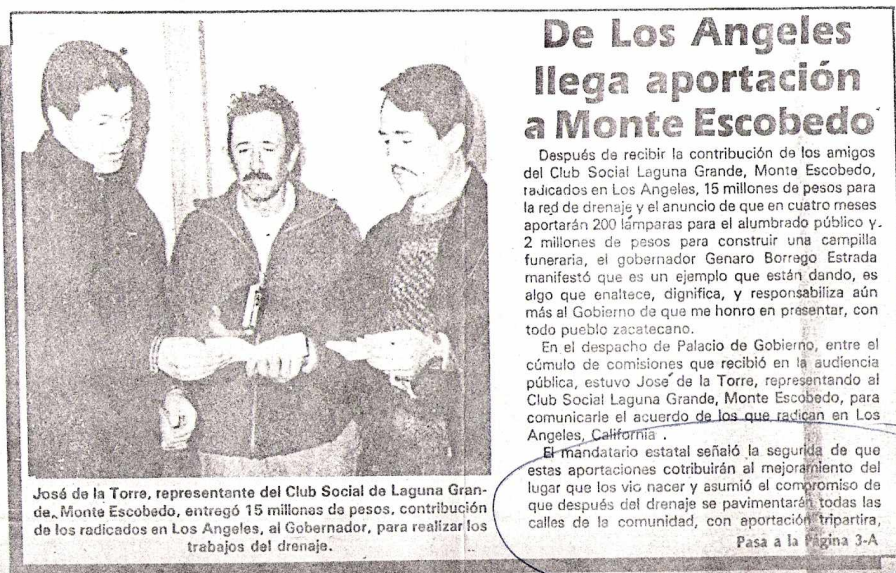 De Los Angeles
llega aportación
a Monte Escobedo
Después de recibir la contribución de los amigos
del Club Social Laguna Grande, Monte Escobedo,
radicados en Los Angeles, 15 millones de pesos para
la red de drenaje y el anuncio de que en cuatro meses
aportarán 200 lámparas para el alumbrado público y
2 millones de pesos para construir una campilla
funeraria, el gobernador Genaro Borrego Estrada
manifestó que es un ejemplo que están dando, es
algo que enaltece, dignifica, y responsabiliza aún
más al Gobierno de que me honro en presentar, con
todo pueblo zacatecano.
En el despacho de Palacio de Gobierno, entre el
cúmulo de comisiones que recibió en la audiencia
pública, estuvo José de la Torre, representando al
Club Social Laguna Grande, Monte Escobedo, para
comunicarle el acuerdo de los que radican en Los
Angeles, California .
El mandatario estatal señaló la segurida de que
estas aportaciones cotribuirán al mejoramiento del
lugar que los vio nacer y asumió el compromiso de
que después del drenaje se pavimentarán todas las
calles de la comunidad, con aportación tripartira,
Pasa a la Página 3-A
José de la Torre, representante del Club Social de Laguna Gran-
de, Monte Escobedo, entregó 15 millones de pesos, contribución
de los radicados en Los Angeles, al Gobernador, para realizar los
trabajos del drenaje.